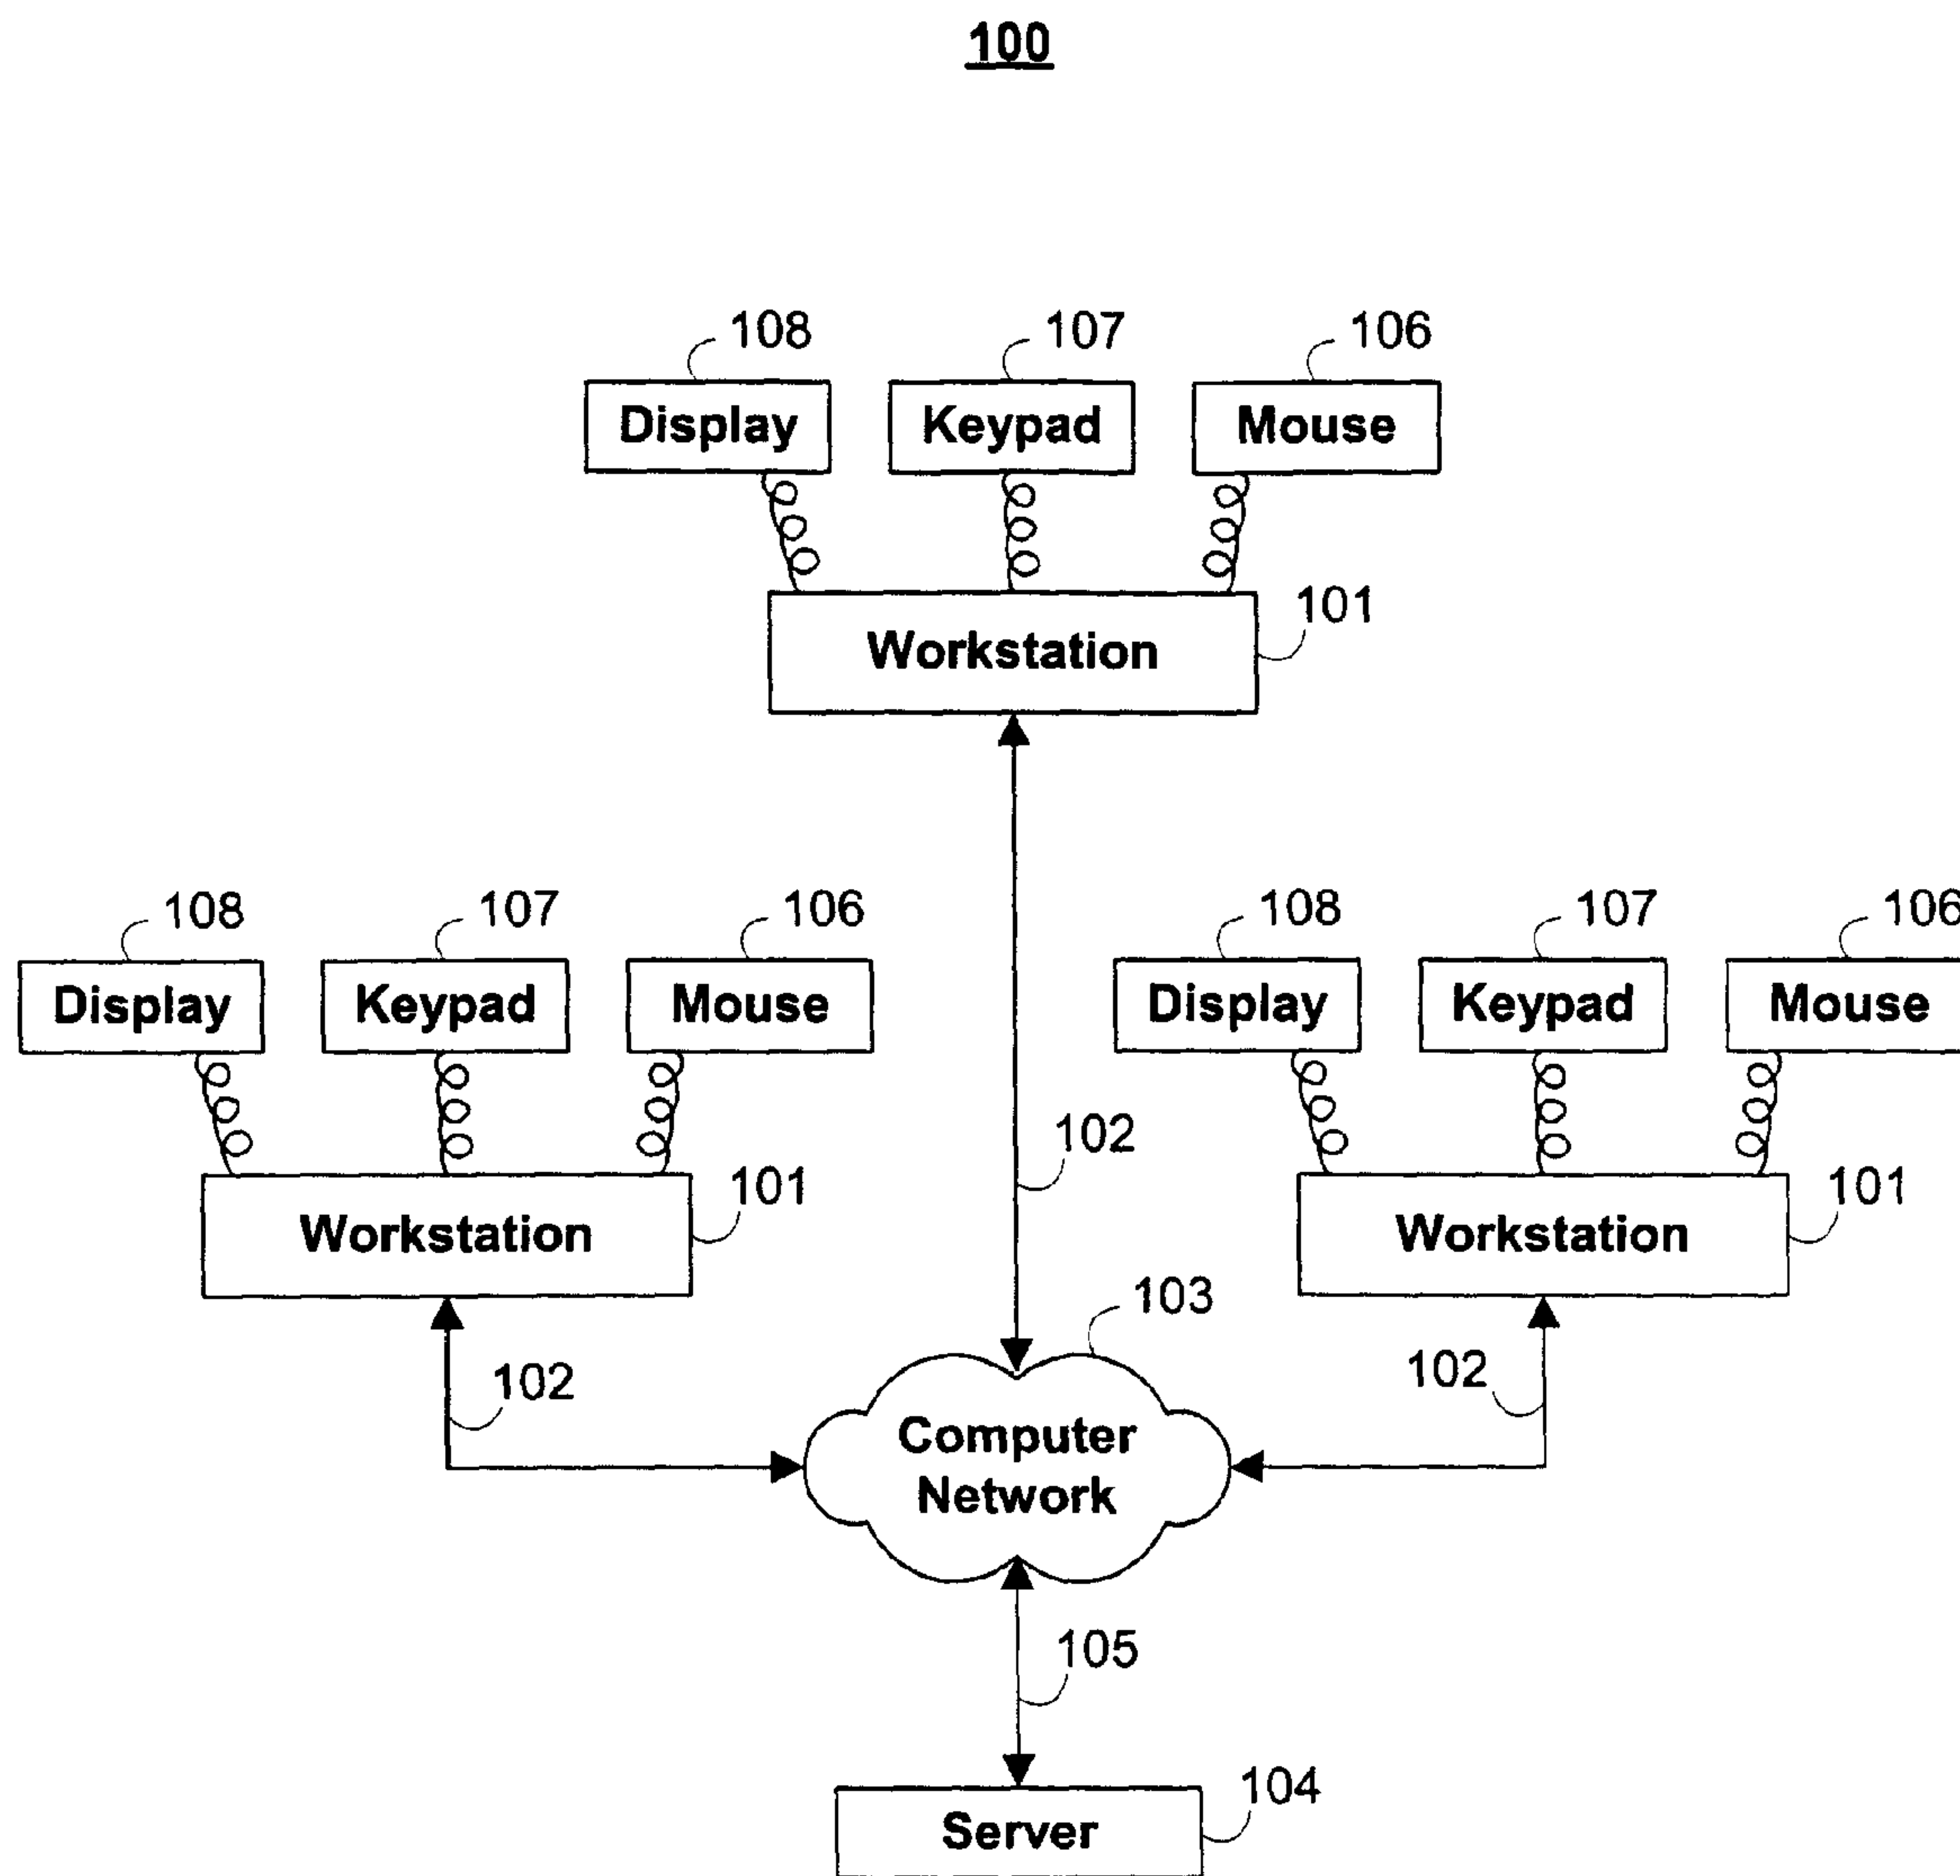 100
108 107 106
Display Keypad Mouse
101
Workstation
108 107 106 108 107 106
Display Keypad Mouse Display Keypad Mouse
102
101 101
Workstation Workstation
103
102 102
Computer
Network
105
104
Server